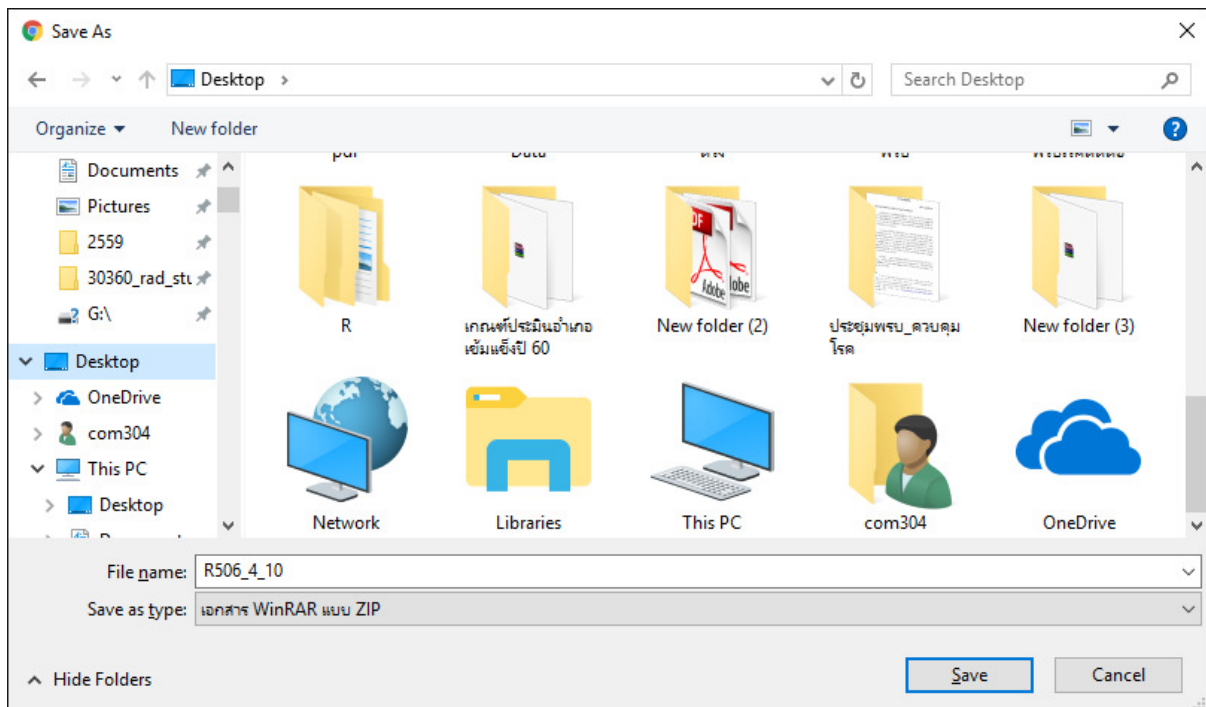 Save As
Desktop
Search Desktop
Organize
New folder
Documents
Pictures
2559
30360_rad_stu
G:\
Desktop
OneDrive
com304
This PC
Desktop
R
เกณฑ์ประมินอำเภอ
เข้มแข็งปี 60
New folder (2)
ประชุมพรบ_ควบคุม
โรค
New folder (3)
Network
Libraries
This PC
com304
OneDrive
File name: R506_4_10
Save as type: เอกสาร WinRAR แบบ ZIP
Hide Folders
Save
Cancel